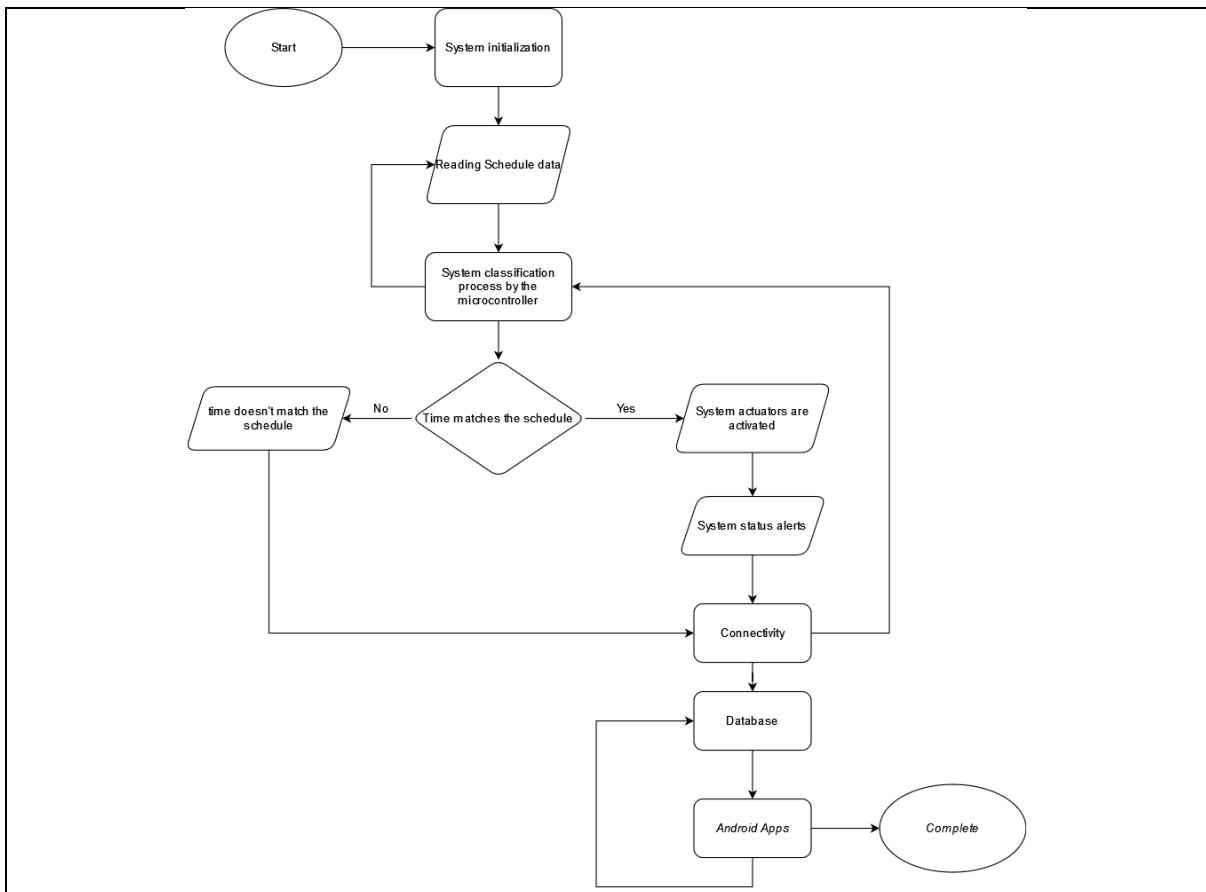 Start
System initialization
Reading Schedule data
System classification
process by the
microcontroller
Time matches the schedule
No
Yes
time doesn't match the
schedule
System actuators are
activated
System status alerts
Connectivity
Database
Android Apps
Complete